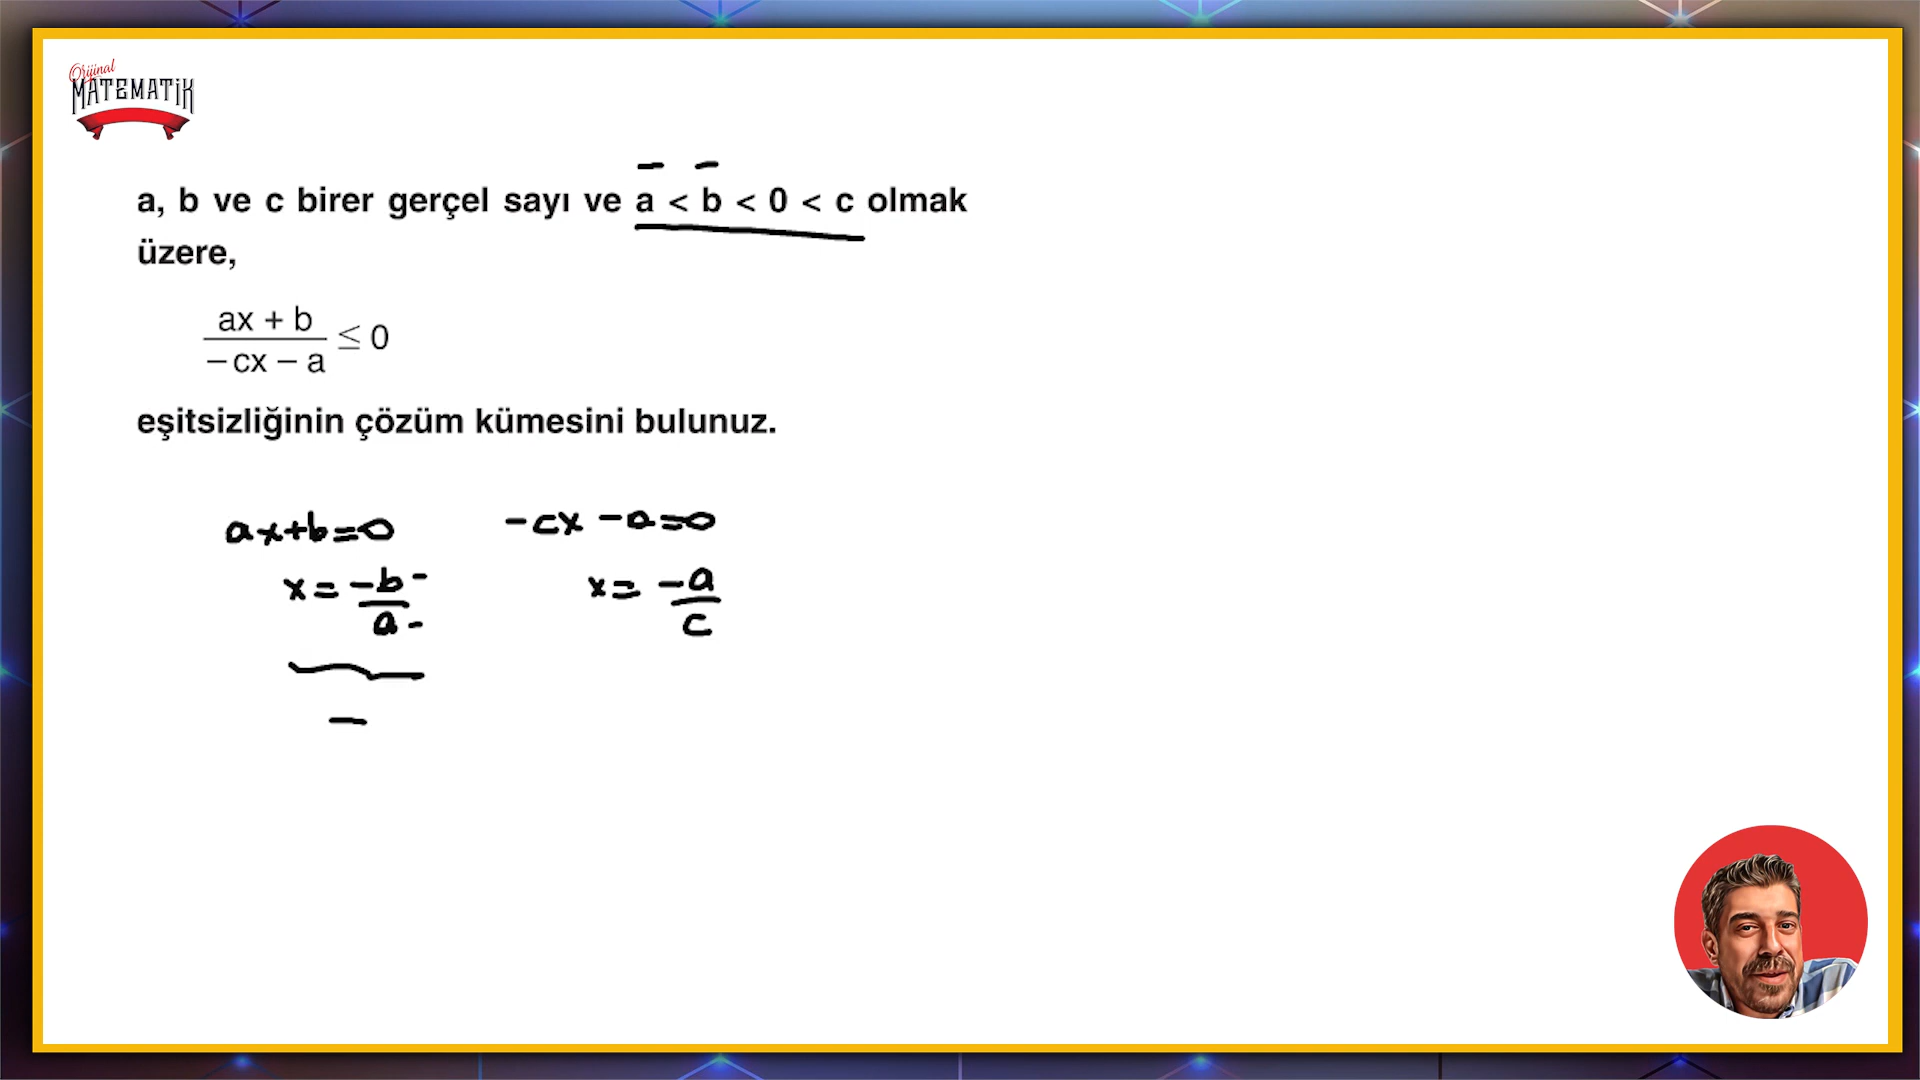 Orijinal
MATEMATİK
a, b ve c birer gerçel sayı ve a < b < 0 < c olmak
üzere,
ax + b
−cx − a
≤ 0
eşitsizliğinin çözüm kümesini bulunuz.
ax+b=0
-cx -a=0
x = -b -
a -
x = -a
c
-